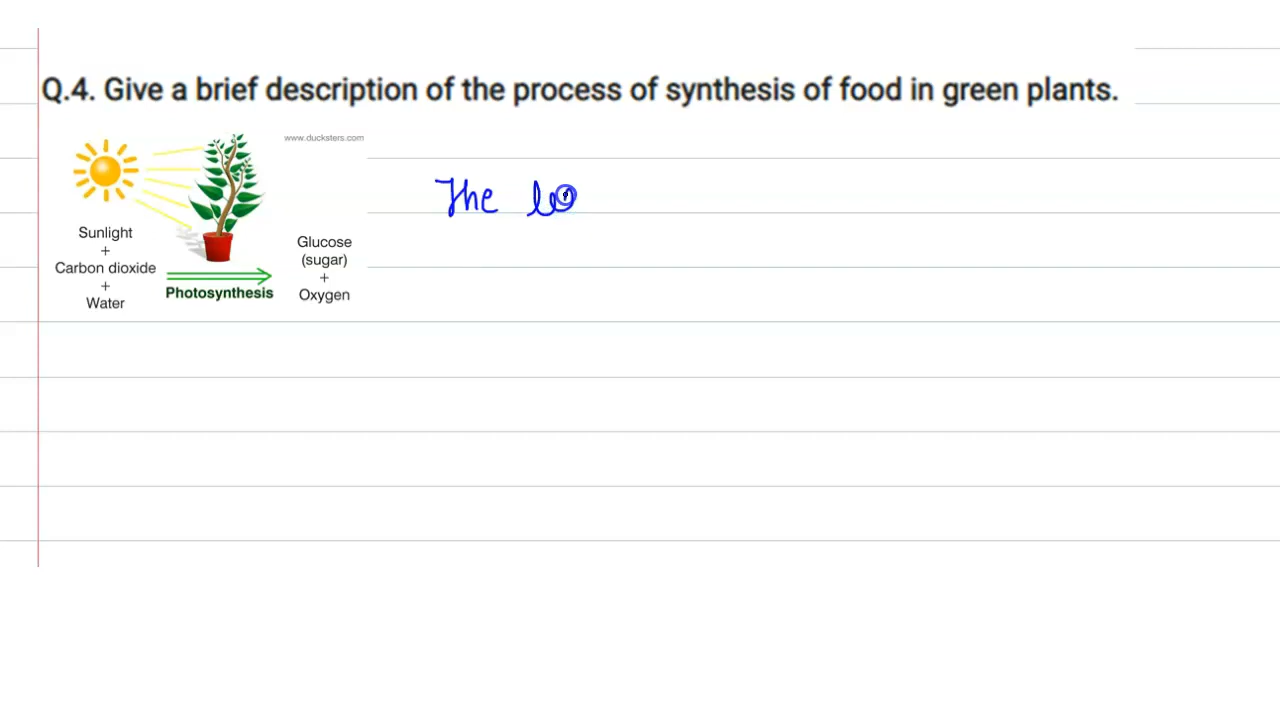 Q.4. Give a brief description of the process of synthesis of food in green plants.
www.ducksters.com
The
Sunlight
+
Carbon dioxide
+
Water
Photosynthesis
Glucose
(sugar)
+
Oxygen